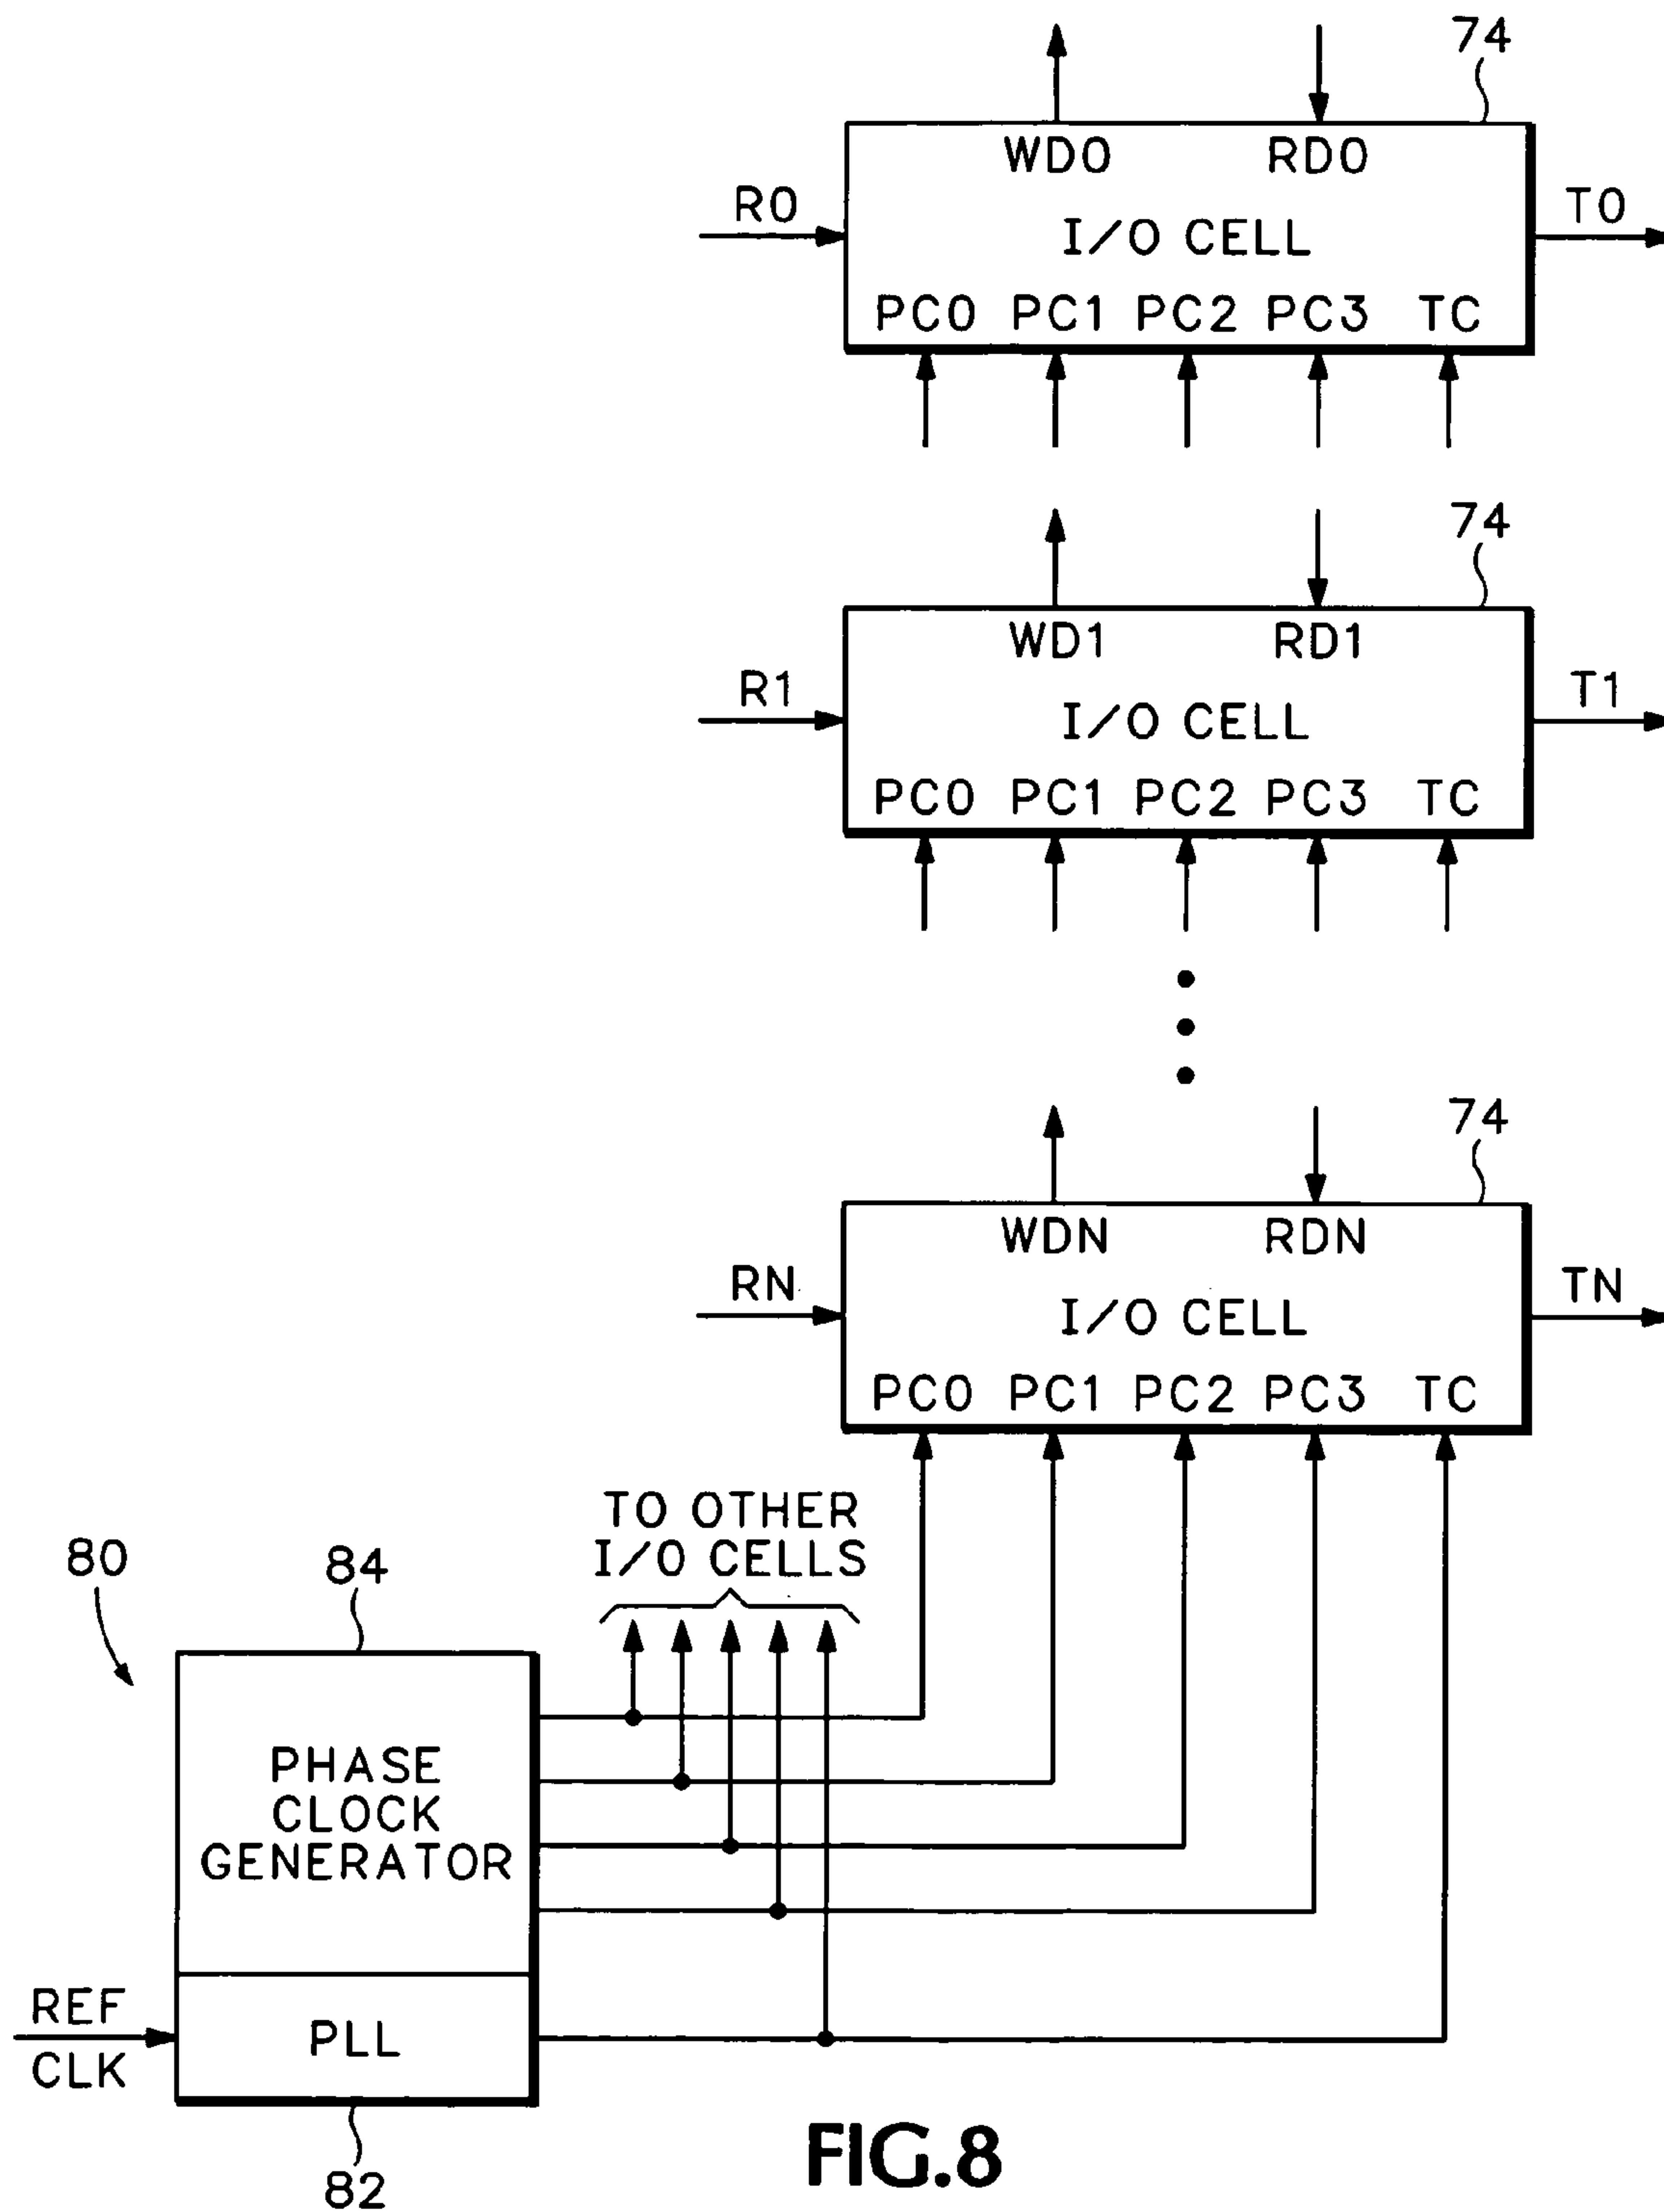 74
WD0 RD0
R0 T0
I/O CELL
PC0 PC1 PC2 PC3 TC
74
WD1 RD1
R1 T1
I/O CELL
PC0 PC1 PC2 PC3 TC
74
WDN RDN
RN TN
I/O CELL
PC0 PC1 PC2 PC3 TC
TO OTHER
I/O CELLS
80
84
PHASE
CLOCK
GENERATOR
REF
CLK
PLL
82
FIG.8